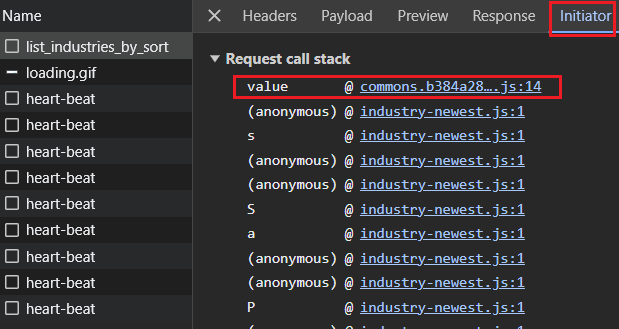 Name
list_industries_by_sort
loading.gif
heart-beat
heart-beat
heart-beat
heart-beat
heart-beat
heart-beat
heart-beat
heart-beat
heart-beat
Headers Payload Preview Response Initiator
Request call stack
value @ commons.b384a28….js:14
(anonymous) @ industry-newest.js:1
s @ industry-newest.js:1
(anonymous) @ industry-newest.js:1
(anonymous) @ industry-newest.js:1
S @ industry-newest.js:1
a @ industry-newest.js:1
(anonymous) @ industry-newest.js:1
(anonymous) @ industry-newest.js:1
P @ industry-newest.js:1